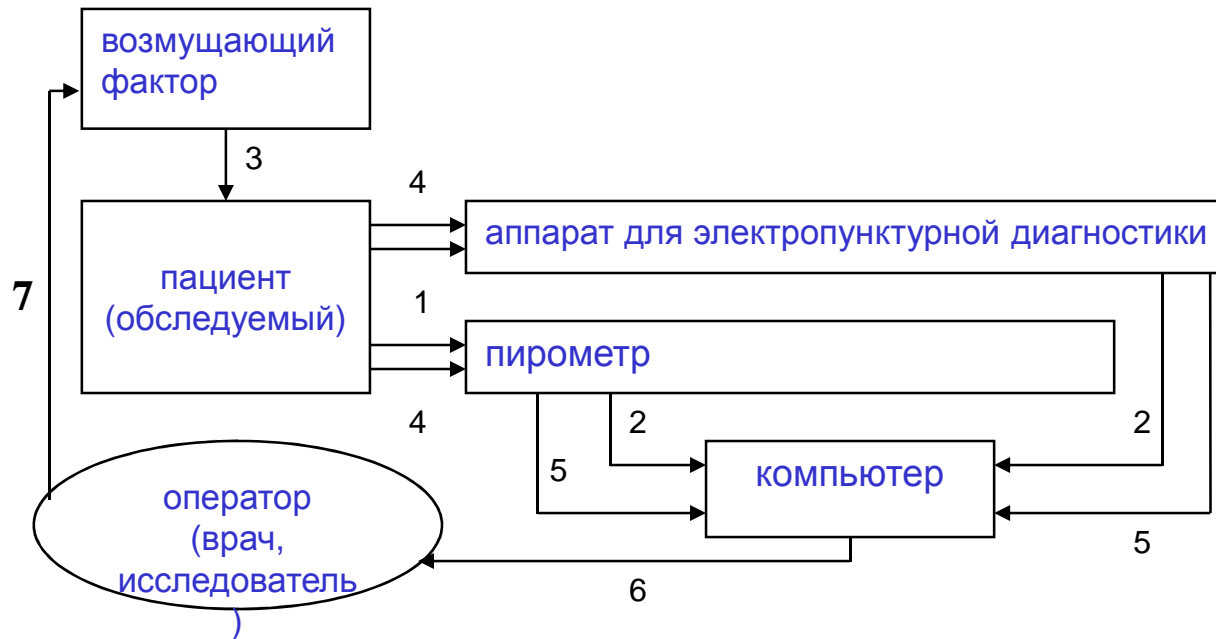 возмущающий
фактор
3
4
аппарат для электропунктурной диагностики
пациент
(обследуемый)
7
1
пирометр
4
2
2
5
компьютер
оператор
(врач,
исследователь
)
5
6